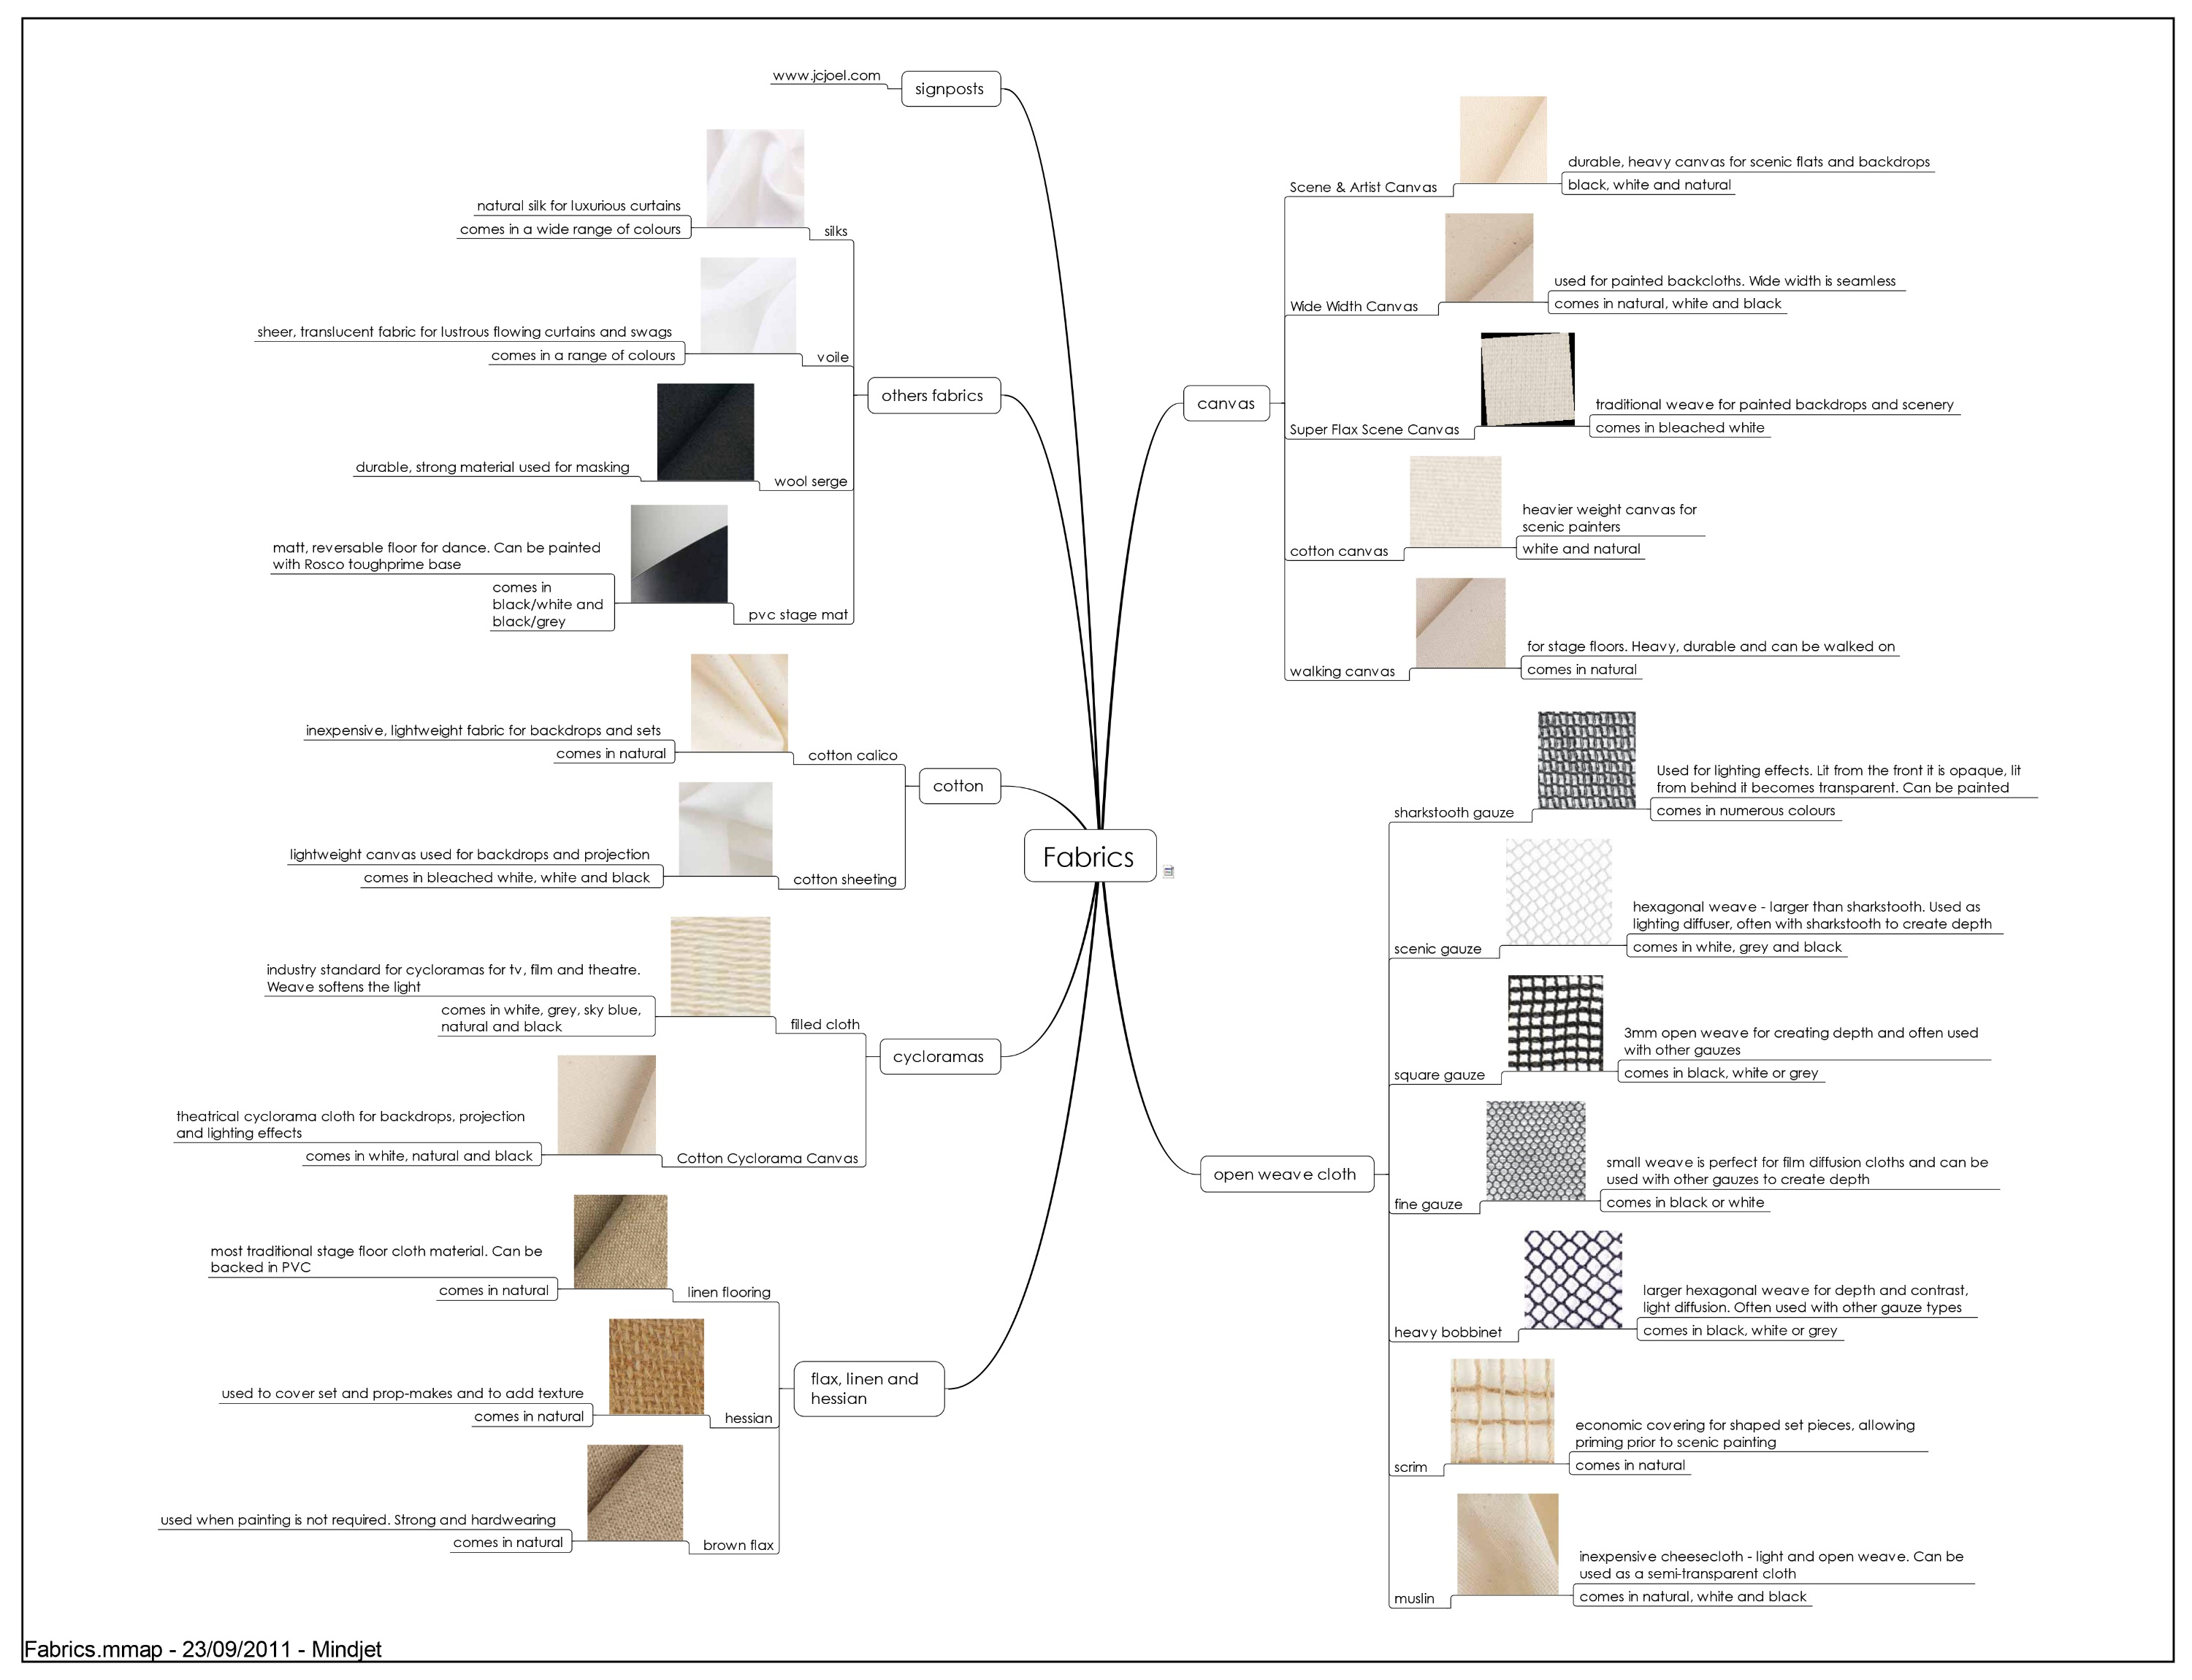 Fabrics
signposts
www.jcjoel.com
others fabrics
silks
natural silk for luxurious curtains
comes in a wide range of colours
voile
sheer, translucent fabric for lustrous flowing curtains and swags
comes in a range of colours
wool serge
durable, strong material used for masking
pvc stage mat
matt, reversable floor for dance. Can be painted
with Rosco toughprime base
comes in
black/white and
black/grey
cotton
cotton calico
inexpensive, lightweight fabric for backdrops and sets
comes in natural
cotton sheeting
lightweight canvas used for backdrops and projection
comes in bleached white, white and black
cycloramas
filled cloth
industry standard for cycloramas for tv, film and theatre.
Weave softens the light
comes in white, grey, sky blue,
natural and black
Cotton Cyclorama Canvas
theatrical cyclorama cloth for backdrops, projection
and lighting effects
comes in white, natural and black
flax, linen and
hessian
linen flooring
most traditional stage floor cloth material. Can be
backed in PVC
comes in natural
hessian
used to cover set and prop-makes and to add texture
comes in natural
brown flax
used when painting is not required. Strong and hardwearing
comes in natural
canvas
Scene & Artist Canvas
durable, heavy canvas for scenic flats and backdrops
black, white and natural
Wide Width Canvas
used for painted backcloths. Wide width is seamless
comes in natural, white and black
Super Flax Scene Canvas
traditional weave for painted backdrops and scenery
comes in bleached white
cotton canvas
heavier weight canvas for
scenic painters
white and natural
walking canvas
for stage floors. Heavy, durable and can be walked on
comes in natural
open weave cloth
sharkstooth gauze
Used for lighting effects. Lit from the front it is opaque, lit
from behind it becomes transparent. Can be painted
comes in numerous colours
scenic gauze
hexagonal weave - larger than sharkstooth. Used as
lighting diffuser, often with sharkstooth to create depth
comes in white, grey and black
square gauze
3mm open weave for creating depth and often used
with other gauzes
comes in black, white or grey
fine gauze
small weave is perfect for film diffusion cloths and can be
used with other gauzes to create depth
comes in black or white
heavy bobbinet
larger hexagonal weave for depth and contrast,
light diffusion. Often used with other gauze types
comes in black, white or grey
scrim
economic covering for shaped set pieces, allowing
priming prior to scenic painting
comes in natural
muslin
inexpensive cheesecloth - light and open weave. Can be
used as a semi-transparent cloth
comes in natural, white and black
Fabrics.mmap - 23/09/2011 - Mindjet